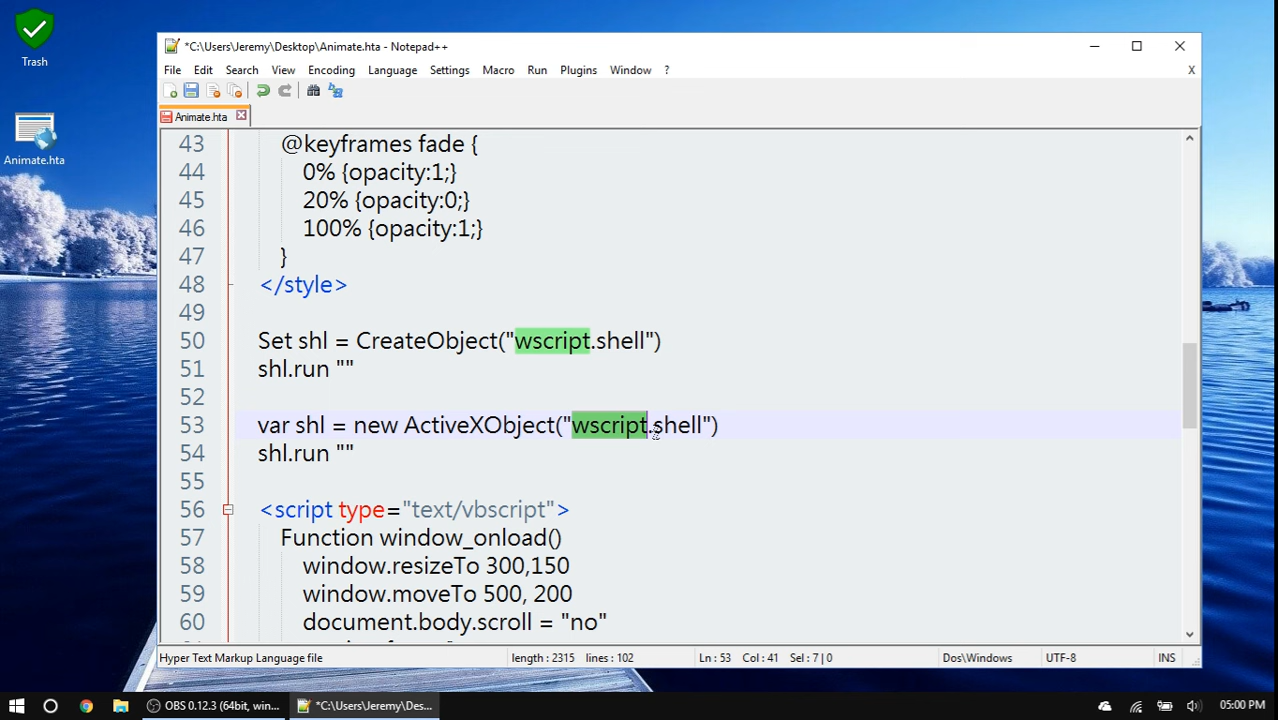 Trash
Animate.hta
*C:\Users\Jeremy\Desktop\Animate.hta - Notepad++
File Edit Search View Encoding Language Settings Macro Run Plugins Window ? X
Animate.hta
43 @keyframes fade {
44 0% {opacity:1;}
45 20% {opacity:0;}
46 100% {opacity:1;}
47 }
48 </style>
49
50 Set shl = CreateObject("wscript.shell")
51 shl.run ""
52
53 var shl = new ActiveXObject("wscript.shell")
54 shl.run ""
55
56 <script type="text/vbscript">
57 Function window_onload()
58 window.resizeTo 300,150
59 window.moveTo 500, 200
60 document.body.scroll = "no"
Hyper Text Markup Language file length : 2315 lines : 102 Ln : 53 Col : 41 Sel : 7 | 0 Dos\Windows UTF-8 INS
OBS 0.12.3 (64bit, win... *C:\Users\Jeremy\Des... 05:00 PM